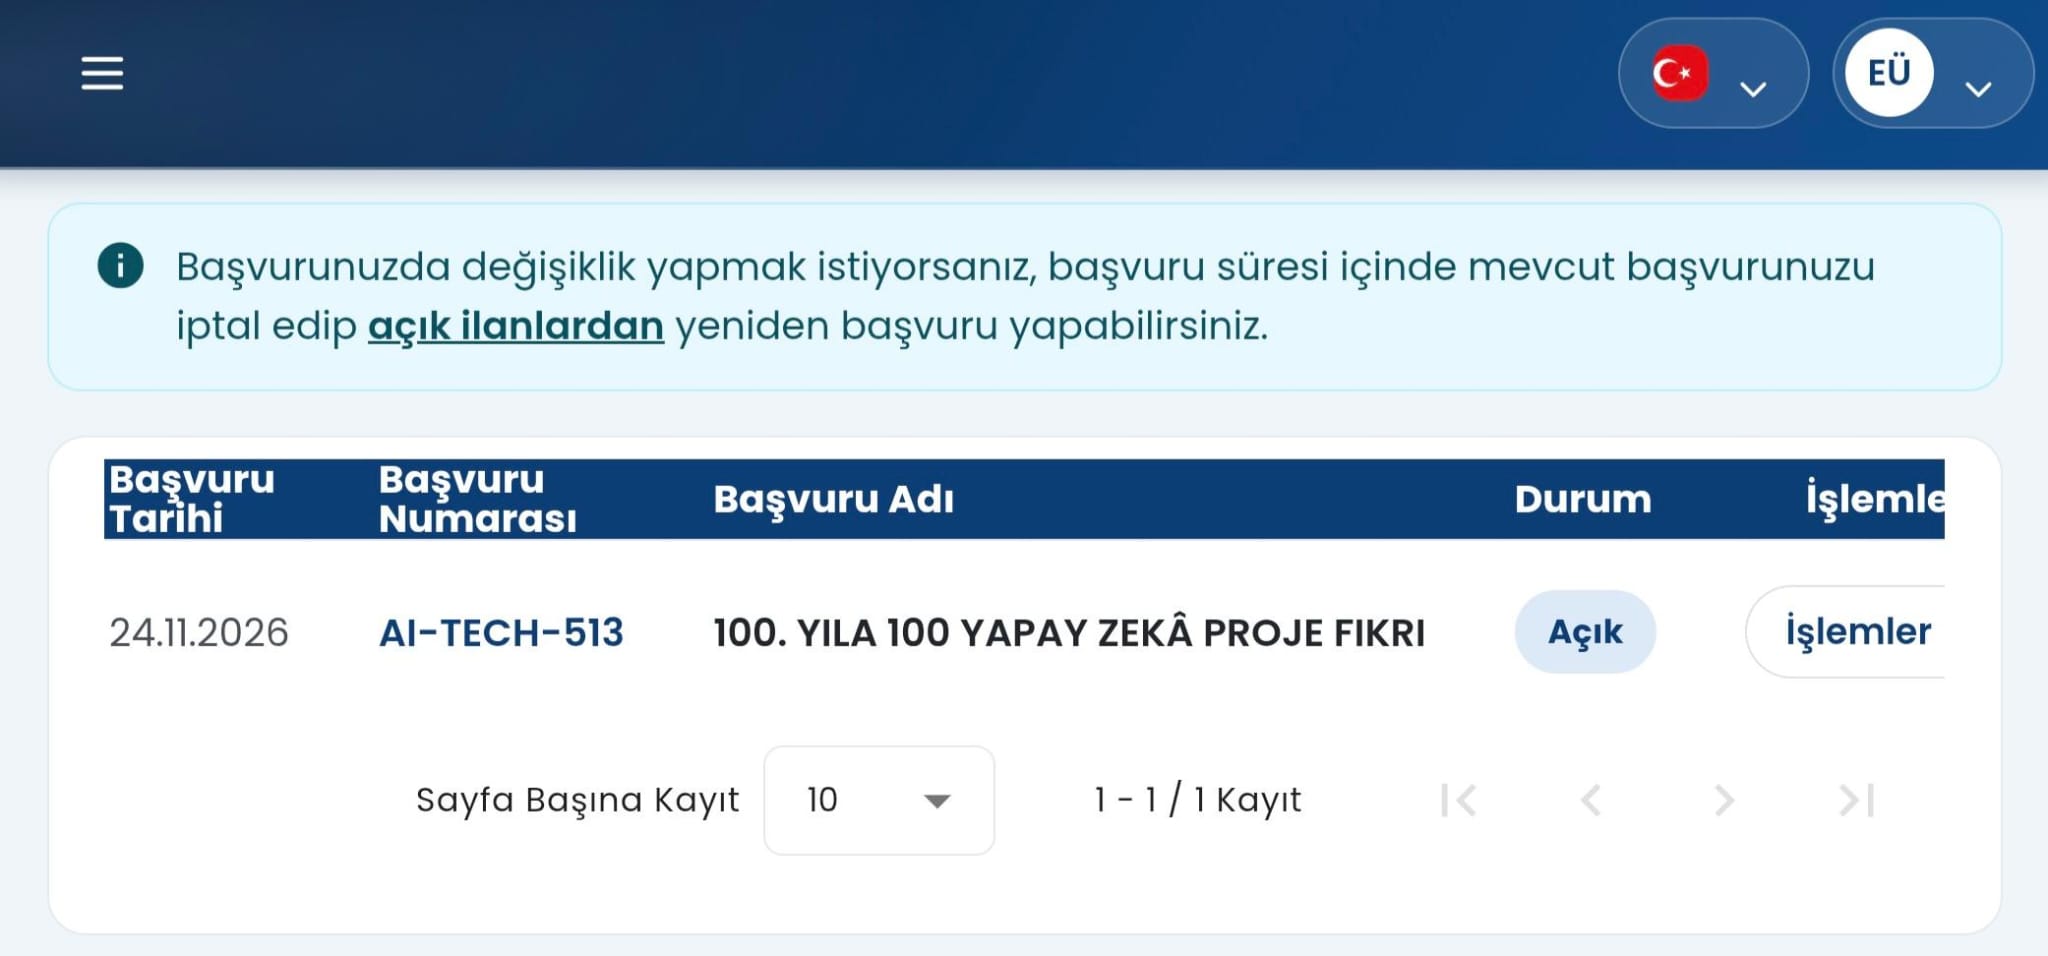 EÜ
Başvurunuzda değişiklik yapmak istiyorsanız, başvuru süresi içinde mevcut başvurunuzu
iptal edip açık ilanlardan yeniden başvuru yapabilirsiniz.
Başvuru Tarihi Başvuru Numarası Başvuru Adı Durum İşlemle
24.11.2026 AI-TECH-513 100. YILA 100 YAPAY ZEKÂ PROJE FIKRI Açık İşlemler
Sayfa Başına Kayıt 10 1 - 1 / 1 Kayıt